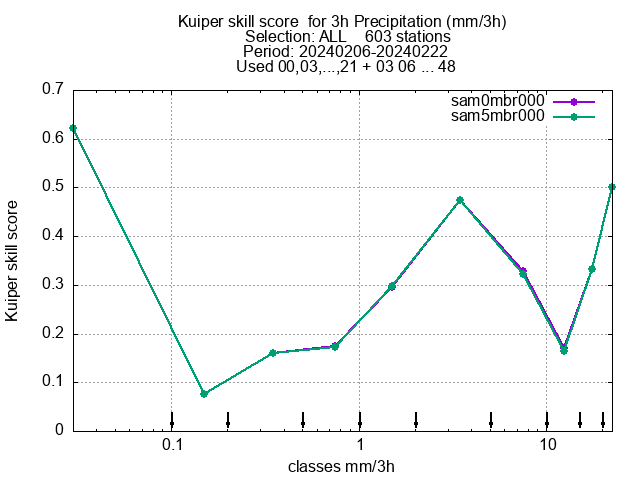 Kuiper skill score  for 3h Precipitation (mm/3h)
Selection: ALL    603 stations
Period: 20240206-20240222
Used 00,03,...,21 + 03 06 ... 48
sam0mbr000
sam5mbr000
0.7
0.6
0.5
0.4
0.3
0.2
0.1
0
Kuiper skill score
0.1
1
10
classes mm/3h